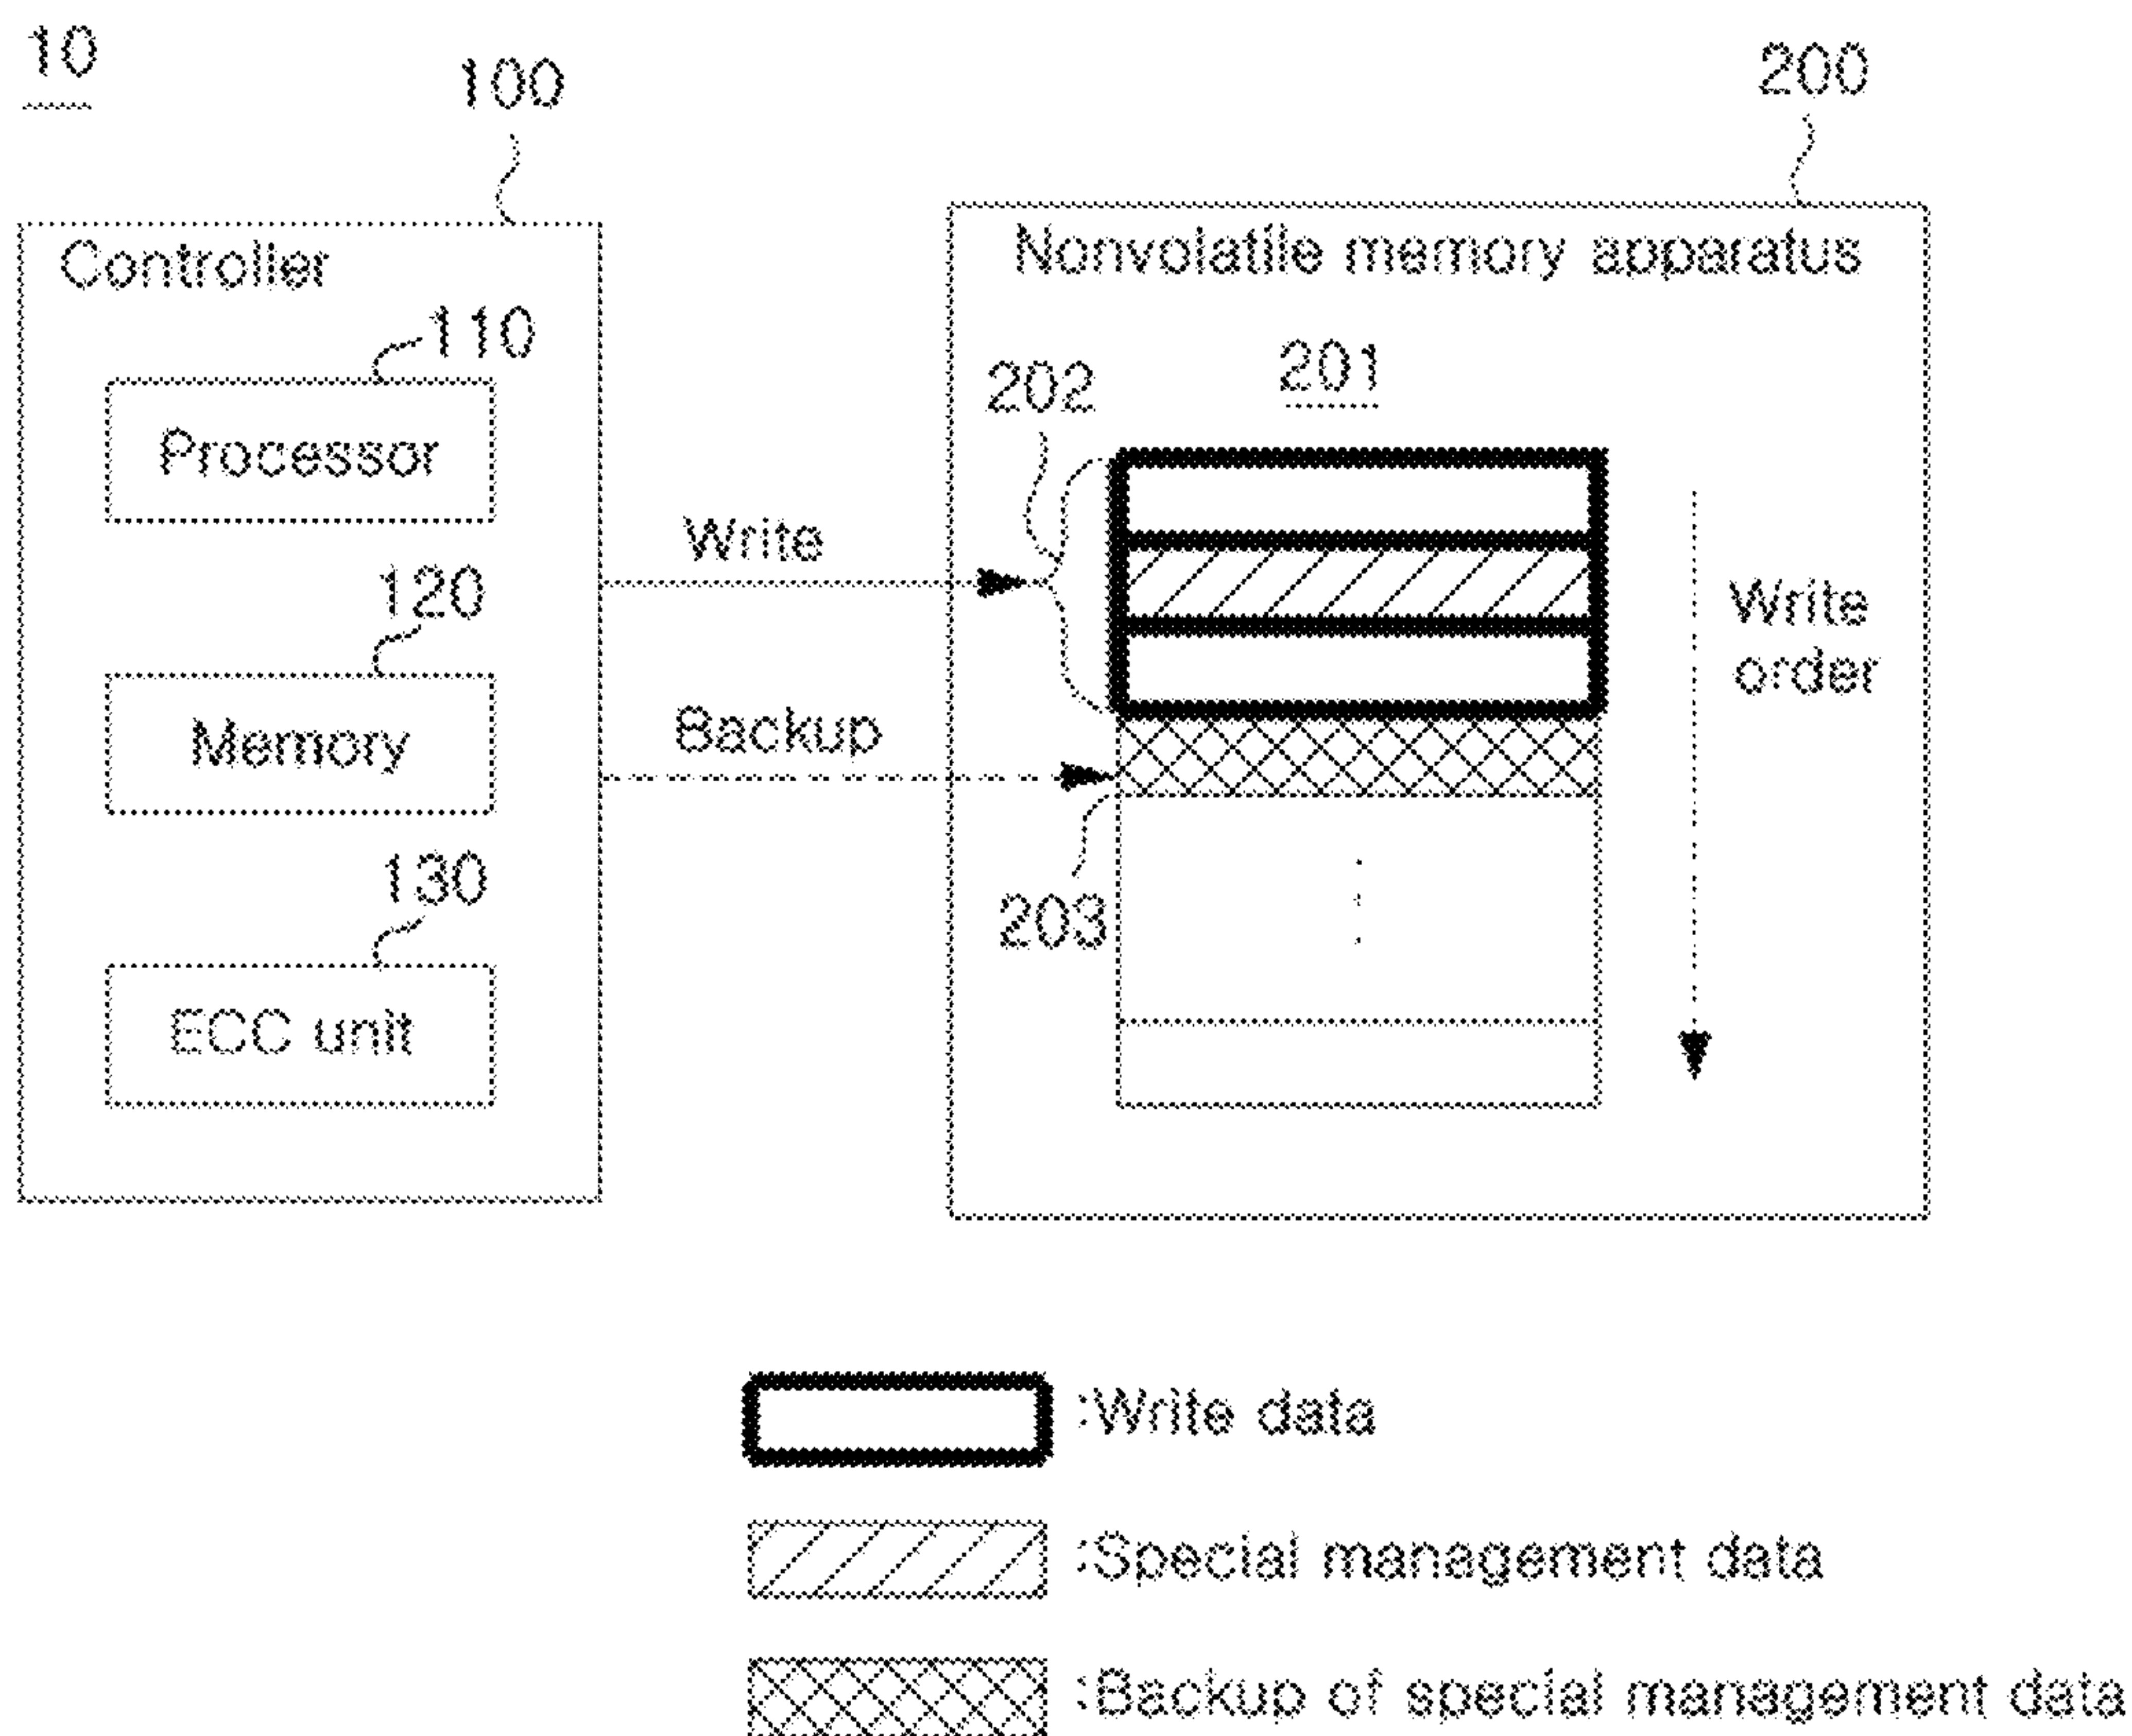 10
100
200
Controller
Nonvolatile memory apparatus
110
Processor
202
201
Write
120
Memory
Write
order
Backup
130
203
ECC unit
:Write data
:Special management data
:Backup of special management data